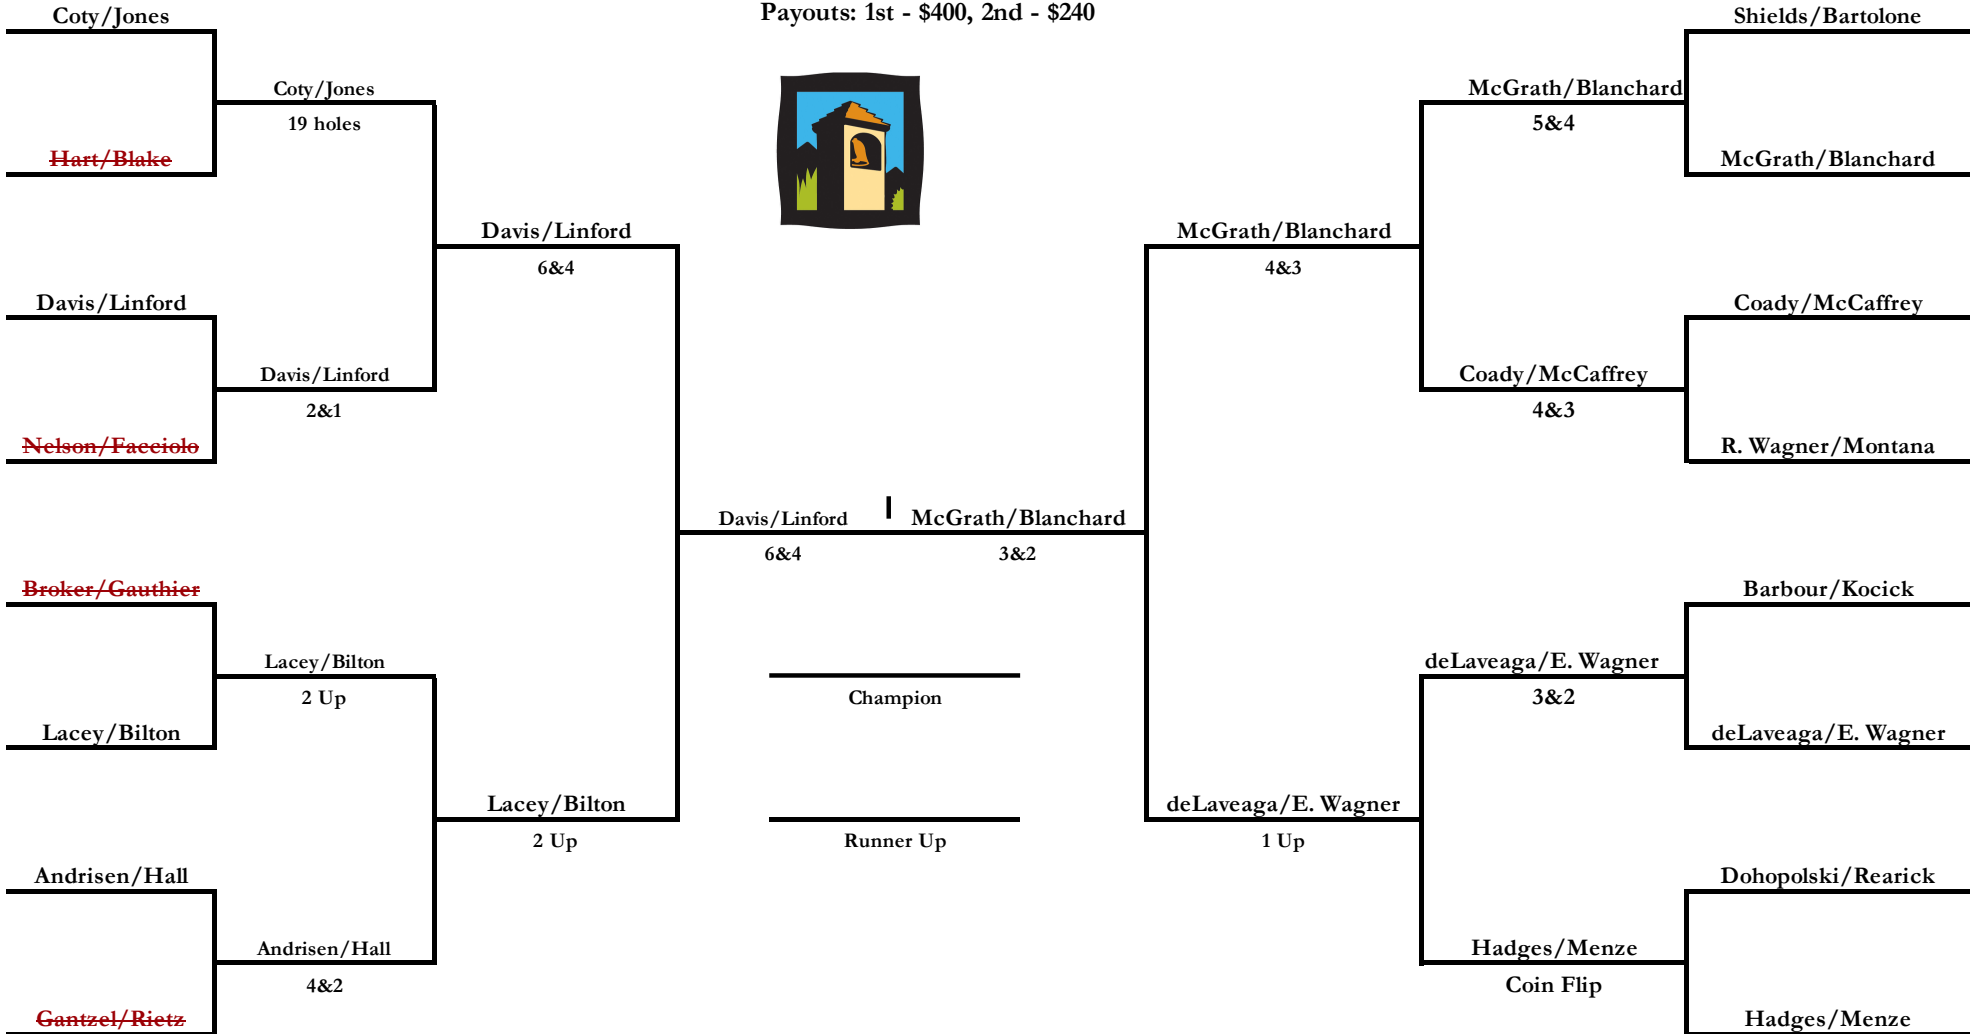 Payouts: 1st - $400, 2nd - $240
Coty/Jones
Hart/Blake
Davis/Linford
Nelson/Facciolo
Broker/Gauthier
Lacey/Bilton
Andrisen/Hall
Gantzel/Rietz
Coty/Jones
19 holes
Davis/Linford
2&1
Lacey/Bilton
2 Up
Andrisen/Hall
4&2
Davis/Linford
6&4
Lacey/Bilton
2 Up
Davis/Linford
6&4
McGrath/Blanchard
3&2
Champion
Runner Up
McGrath/Blanchard
4&3
deLaveaga/E. Wagner
1 Up
McGrath/Blanchard
5&4
Coady/McCaffrey
4&3
deLaveaga/E. Wagner
3&2
Hadges/Menze
Coin Flip
Shields/Bartolone
McGrath/Blanchard
Coady/McCaffrey
R. Wagner/Montana
Barbour/Kocick
deLaveaga/E. Wagner
Dohopolski/Rearick
Hadges/Menze